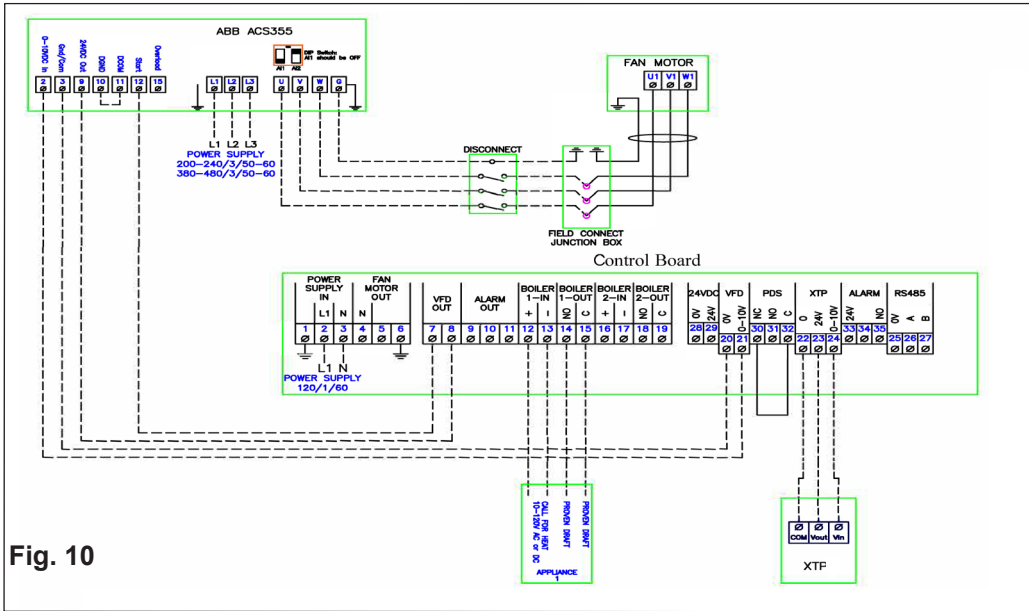 ABB ACS355
0-10VDC In
Gnd/Com
24VDC Out
DGND
DCOM
Start
Overload
2 3 9 10 11 12 15
L1 L2 L3
DIP Switch:
AI1 should be OFF
AI1 AI2
U V W G
L1 L2 L3
POWER SUPPLY
200-240/3/50-60
380-480/3/50-60
FAN MOTOR
U1 V1 W1
DISCONNECT
FIELD CONNECT
JUNCTION BOX
Control Board
POWER
SUPPLY
IN
L1 N
FAN
MOTOR
OUT
N
VFD
OUT
ALARM
OUT
BOILER
1-IN
+ -
BOILER
1-OUT
NO C
BOILER
2-IN
+ -
BOILER
2-OUT
NO C
24VDC
0V 24V
VFD
0V 0-10V
PDS
NC NO C
XTP
0 24V 0-10V
ALARM
24V NO
RS485
0V A B
1 2 3 4 5 6 7 8 9 10 11 12 13 14 15 16 17 18 19 28 29 20 21 30 31 32 22 23 24 33 34 35 25 26 27
L1 N
POWER SUPPLY
120/1/60
10-120V AC or DC
CALL FOR HEAT
PROVEN DRAFT
PROVEN DRAFT
APPLIANCE
1
COM Vout Vin
XTP
Fig. 10